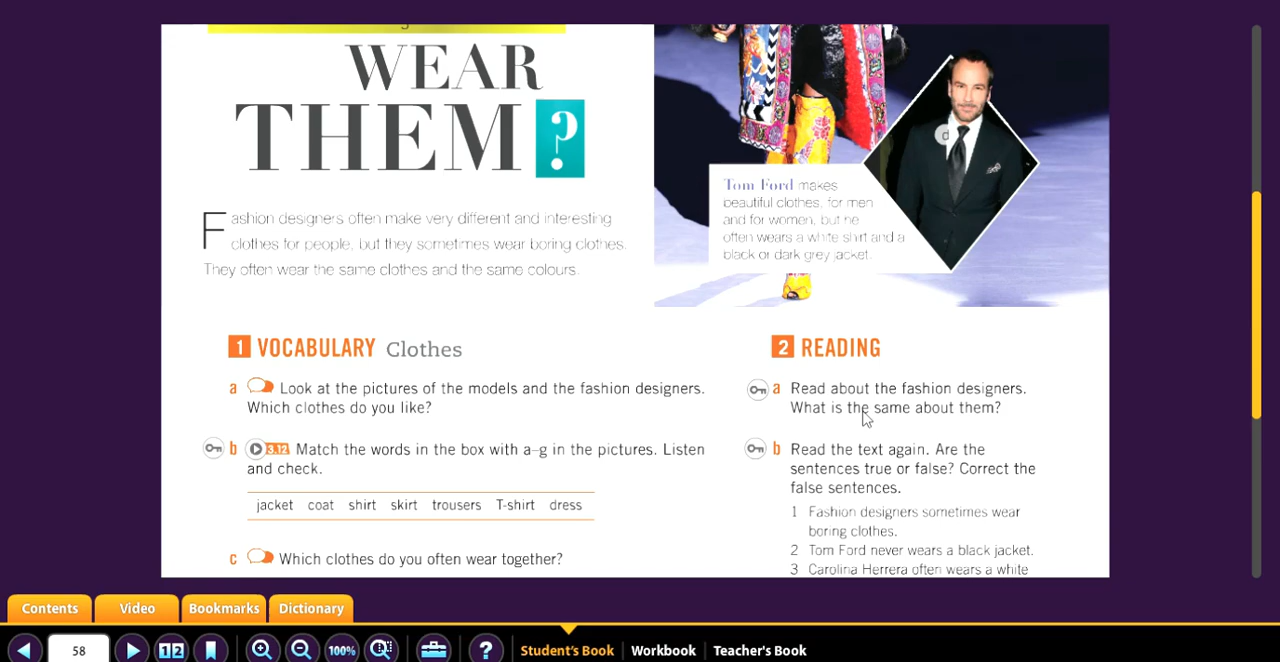 WEAR
THEM?
Fashion designers often make very different and interesting
clothes for people, but they sometimes wear boring clothes.
They often wear the same clothes and the same colours.
Tom Ford makes
beautiful clothes, for men
and for women, but he
often wears a white shirt and a
black or dark grey jacket.
d
1 VOCABULARY Clothes
a Look at the pictures of the models and the fashion designers.
Which clothes do you like?
b 3.12 Match the words in the box with a–g in the pictures. Listen
and check.
jacket coat shirt skirt trousers T-shirt dress
c Which clothes do you often wear together?
2 READING
a Read about the fashion designers.
What is the same about them?
b Read the text again. Are the
sentences true or false? Correct the
false sentences.
1 Fashion designers sometimes wear
boring clothes.
2 Tom Ford never wears a black jacket.
3 Carolina Herrera often wears a white
Contents Video Bookmarks Dictionary
58 12 100% ? Student's Book Workbook Teacher's Book